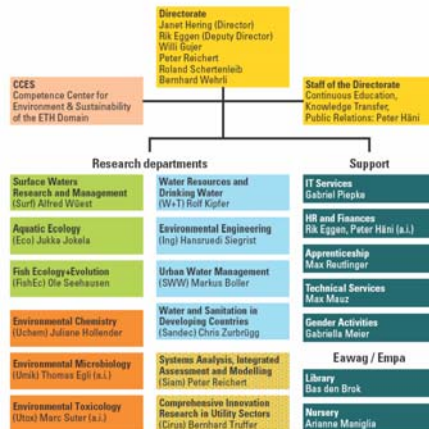 Directorate
Janet Hering (Director)
Rik Eggen (Deputy Director)
Willi Gujer
Peter Reichert
Roland Schertenleib
Bernhard Wehrli
CCES
Competence Center for
Environment & Sustainability
of the ETH Domain
Staff of the Directorate
Continuous Education,
Knowledge Transfer,
Public Relations: Peter Häni
Research departments
Surface Waters
Research and Management
(Surf) Alfred Wüest
Aquatic Ecology
(Eco) Jukka Jokela
Fish Ecology+Evolution
(FishEc) Ole Seehausen
Environmental Chemistry
(Uchem) Juliane Hollender
Environmental Microbiology
(Umik) Thomas Egli (a.i.)
Environmental Toxicology
(Utox) Marc Suter (a.i.)
Water Resources and
Drinking Water
(W+T) Rolf Kipfer
Environmental Engineering
(Ing) Hansruedi Siegrist
Urban Water Management
(SWW) Markus Boller
Water and Sanitation in
Developing Countries
(Sandec) Chris Zurbrügg
Systems Analysis, Integrated
Assessment and Modelling
(Siam) Peter Reichert
Comprehensive Innovation
Research in Utility Sectors
(Cirus) Bernhard Truffer
Support
IT Services
Gabriel Piepke
HR and Finances
Rik Eggen, Peter Häni (a.i.)
Apprenticeship
Max Reutlinger
Technical Services
Max Mauz
Gender Activities
Gabriella Meier
Eawag / Empa
Library
Bas den Brok
Nursery
Arianne Maniglia